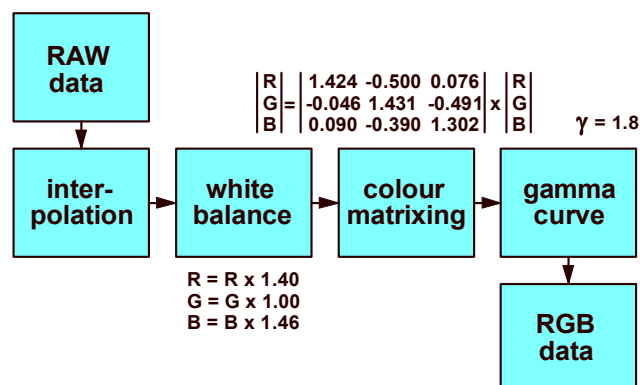 RAW
data
|R| |1.424 -0.500 0.076| |R|
|G|=|-0.046 1.431 -0.491|x|G|
|B| |0.090 -0.390 1.302| |B|
γ = 1.8
inter-
polation
white
balance
colour
matrixing
gamma
curve
R = R x 1.40
G = G x 1.00
B = B x 1.46
RGB
data